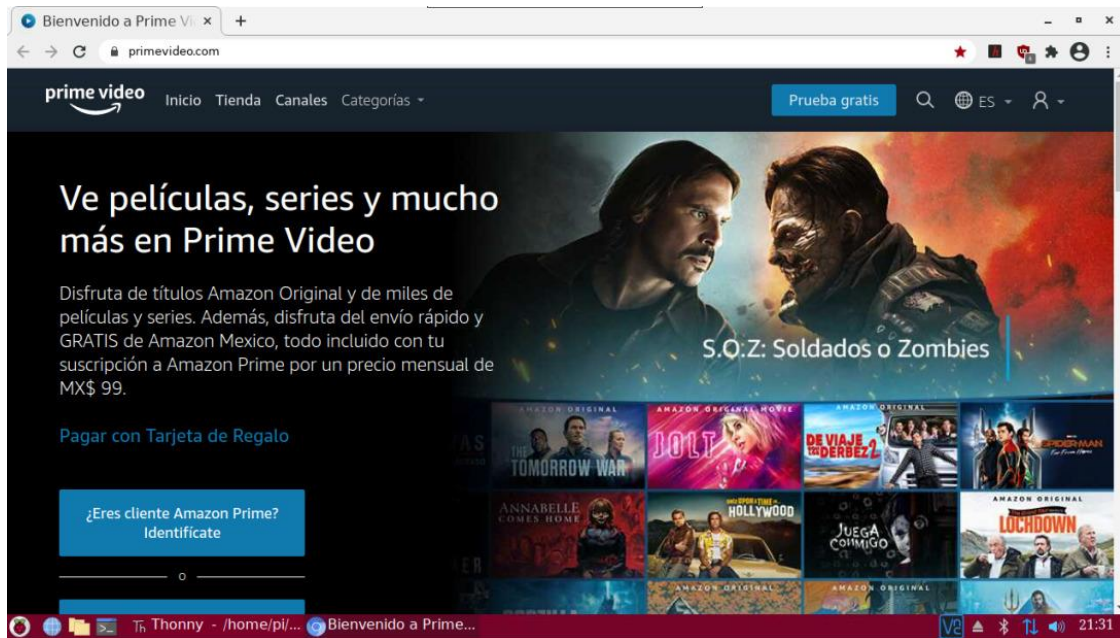 Bienvenido a Prime Vi
primevideo.com
prime video
Inicio Tienda Canales Categorías
Prueba gratis
ES
Ve películas, series y mucho
más en Prime Video
Disfruta de títulos Amazon Original y de miles de
películas y series. Además, disfruta del envío rápido y
GRATIS de Amazon Mexico, todo incluido con tu
suscripción a Amazon Prime por un precio mensual de
MX$ 99.
Pagar con Tarjeta de Regalo
¿Eres cliente Amazon Prime?
Identifícate
o
S.O.Z: Soldados o Zombies
AMAZON ORIGINAL
THE TOMORROW WAR
AMAZON ORIGINAL MOVIE
JOLT
AMAZON ORIGINAL
DE VIAJE
CON LOS DERBEZ 2
SPIDER-MAN
Far From Home
ANNABELLE
COMES HOME
ONCE UPON A TIME IN...
HOLLYWOOD
JUEGA
CONMIGO
AMAZON ORIGINAL
LOCHDOWN
GODZILLA
AMAZON ORIGINAL
AMAZON ORIGINAL
Th Thonny - /home/pi/...
Bienvenido a Prime...
V2
21:31